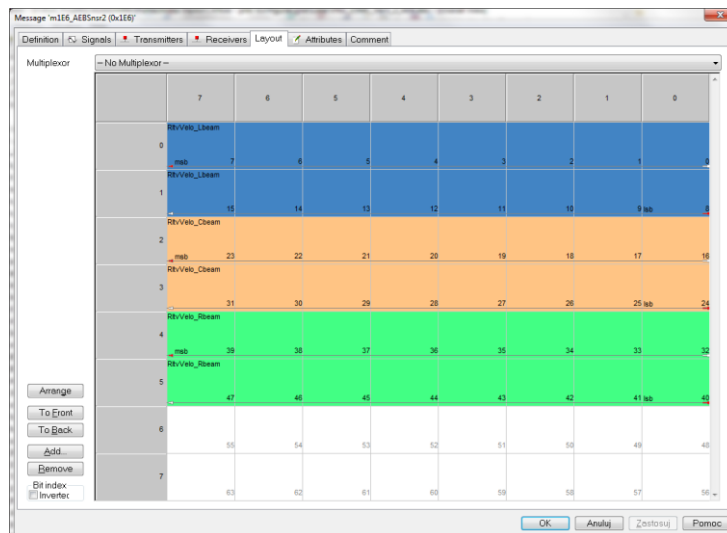 Message 'm1E6_AEBSnsr2 (0x1E6)'
Definition Signals Transmitters Receivers Layout Attributes Comment
Multiplexor -- No Multiplexor --
7 6 5 4 3 2 1 0
RltvVelo_Lbeam
0
msb 7 6 5 4 3 2 1 0
RltvVelo_Lbeam
1
15 14 13 12 11 10 9 lsb 8
RltvVelo_Cbeam
2
msb 23 22 21 20 19 18 17 16
RltvVelo_Cbeam
3
31 30 29 28 27 26 25 lsb 24
RltvVelo_Rbeam
4
msb 39 38 37 36 35 34 33 32
RltvVelo_Rbeam
5
47 46 45 44 43 42 41 lsb 40
6
55 54 53 52 51 50 49 48
7
63 62 61 60 59 58 57 56
Arrange
To Front
To Back
Add...
Remove
Bit index
Inverted
OK Anuluj Zastosuj Pomoc